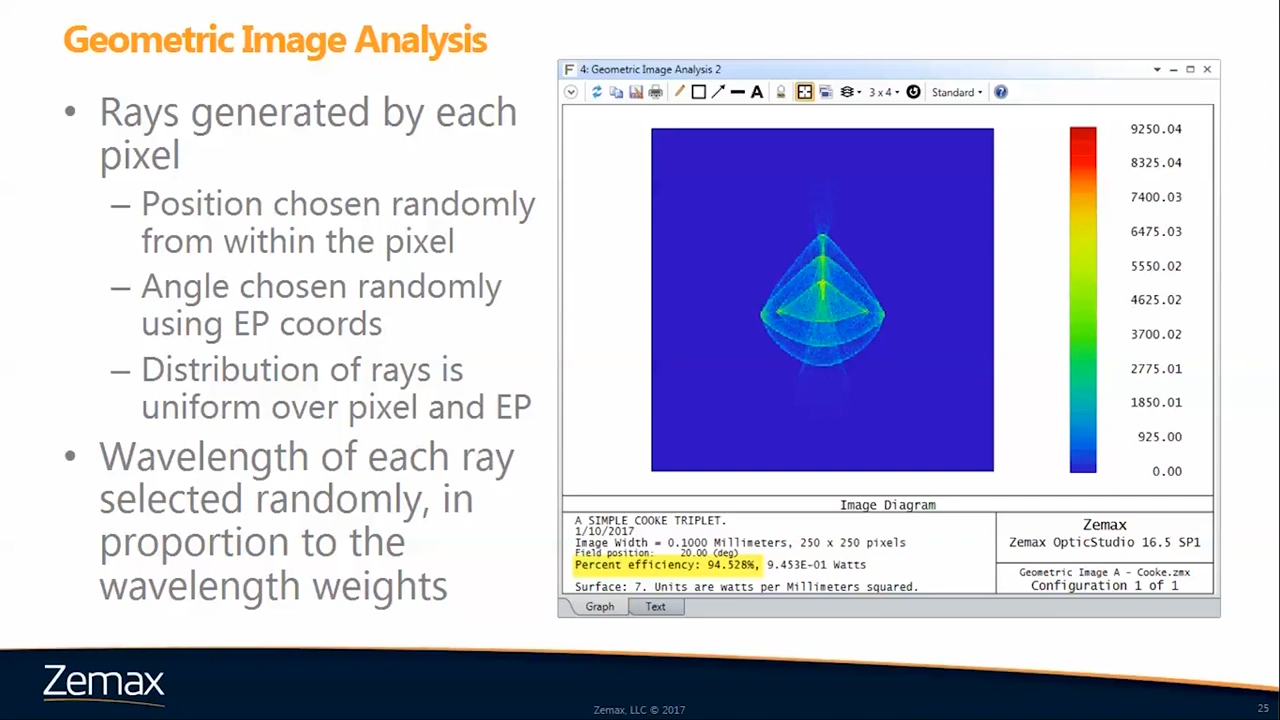 Geometric Image Analysis
• Rays generated by each
pixel
– Position chosen randomly
from within the pixel
– Angle chosen randomly
using EP coords
– Distribution of rays is
uniform over pixel and EP
• Wavelength of each ray
selected randomly, in
proportion to the
wavelength weights
4: Geometric Image Analysis 2
3 x 4
Standard
9250.04
8325.04
7400.03
6475.03
5550.02
4625.02
3700.02
2775.01
1850.01
925.00
0.00
Image Diagram
A SIMPLE COOKE TRIPLET.
1/10/2017
Image Width = 0.1000 Millimeters, 250 x 250 pixels
Field position: 20.00 (deg)
Percent efficiency: 94.528%, 9.453E-01 Watts
Surface: 7. Units are watts per Millimeters squared.
Zemax
Zemax OpticStudio 16.5 SP1
Geometric Image A - Cooke.zmx
Configuration 1 of 1
Graph
Text
Zemax
Zemax, LLC © 2017
25